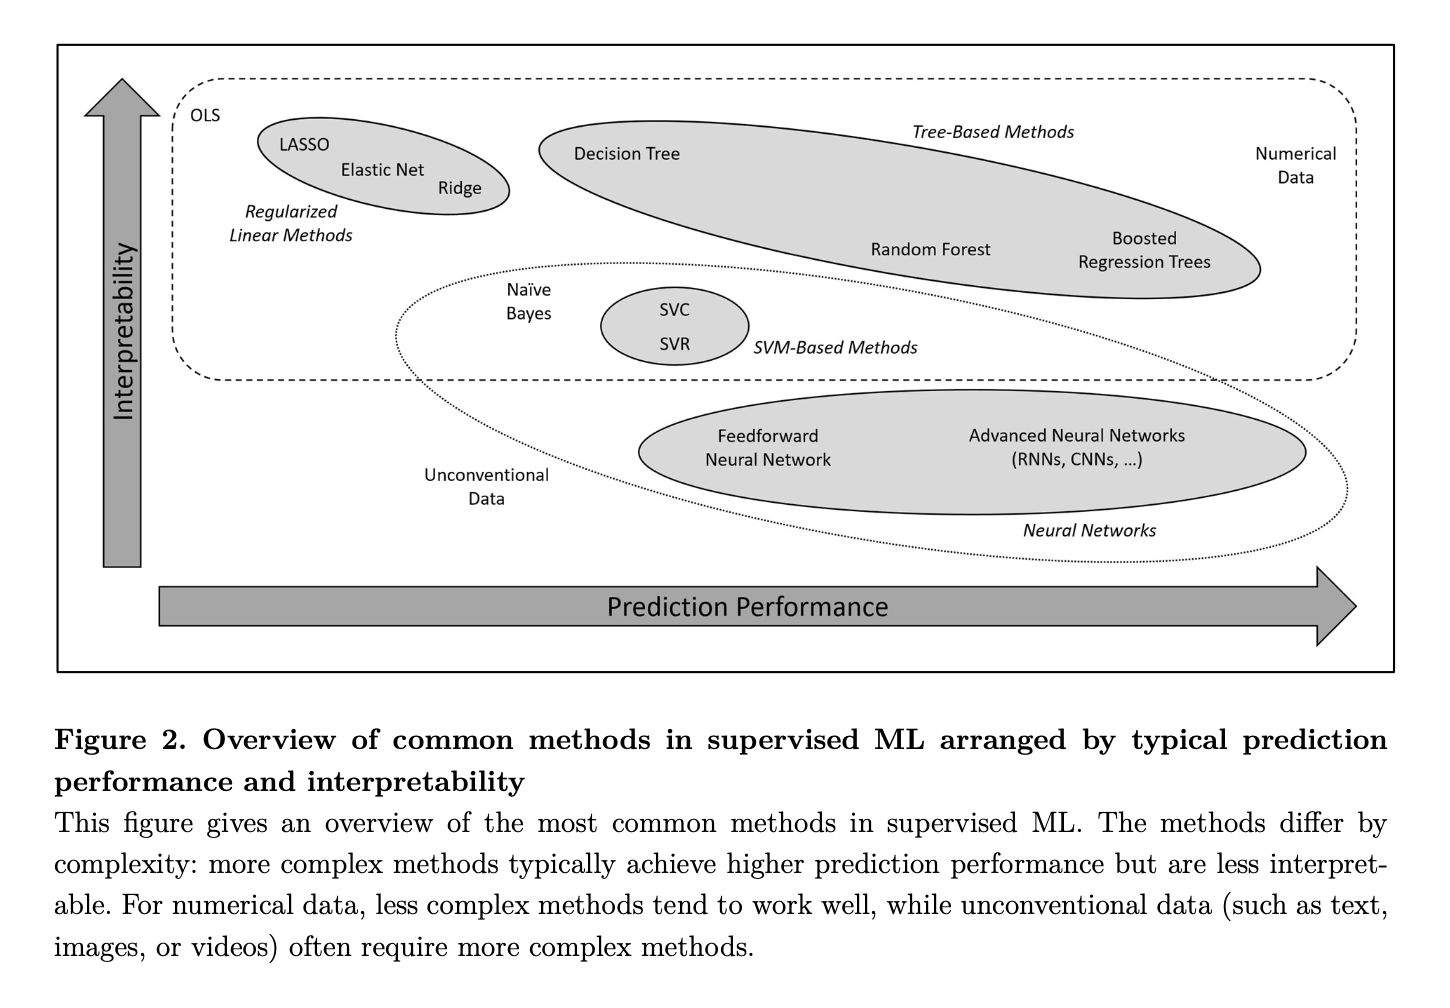 OLS
LASSO
Elastic Net
Ridge
Regularized
Linear Methods
Decision Tree
Tree-Based Methods
Numerical
Data
Random Forest
Boosted
Regression Trees
Naïve
Bayes
SVC
SVR
SVM-Based Methods
Interpretability
Feedforward
Neural Network
Advanced Neural Networks
(RNNs, CNNs, ...)
Unconventional
Data
Neural Networks
Prediction Performance
Figure 2. Overview of common methods in supervised ML arranged by typical prediction
performance and interpretability
This figure gives an overview of the most common methods in supervised ML. The methods differ by
complexity: more complex methods typically achieve higher prediction performance but are less interpret-
able. For numerical data, less complex methods tend to work well, while unconventional data (such as text,
images, or videos) often require more complex methods.